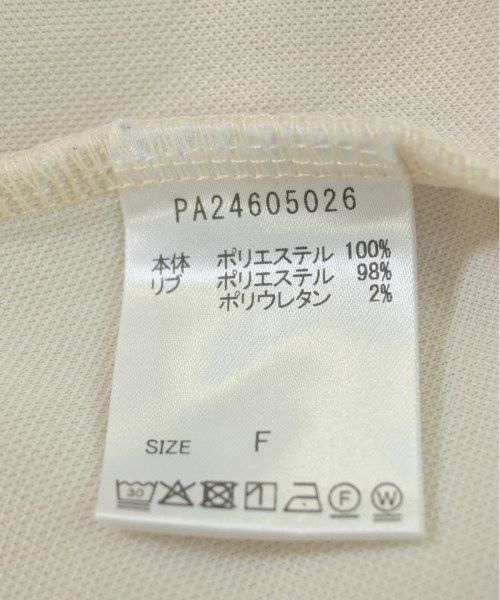 PA24605026
本体 ポリエステル 100%
リブ ポリエステル 98%
ポリウレタン 2%
SIZE F
30 F W